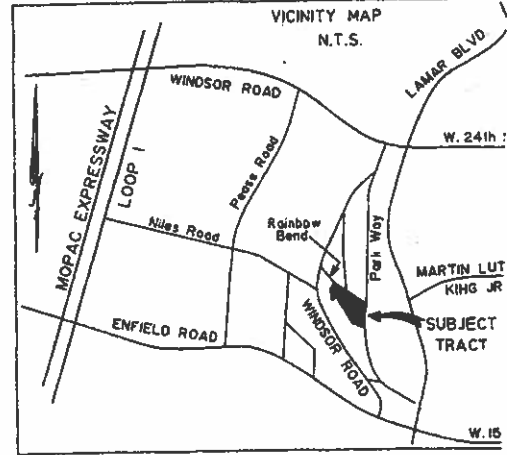 VICINITY MAP
N.T.S.
LAMAR BLVD
WINDSOR ROAD
W. 24th
MOPAC EXPRESSWAY
LOOP 1
Pease Road
Niles Road
Rainbow
Bend
Park Way
MARTIN LUT
KING JR
ENFIELD ROAD
WINDSOR ROAD
SUBJECT
TRACT
W. 15